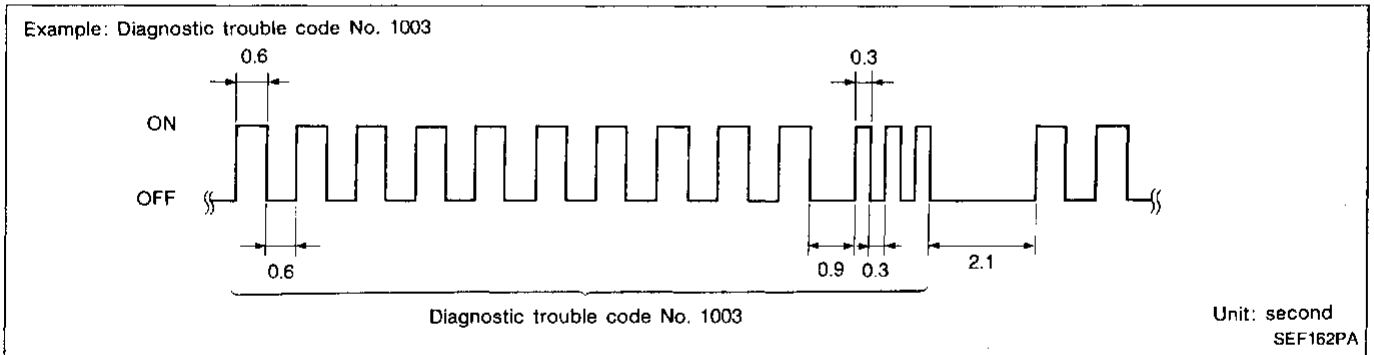 Example: Diagnostic trouble code No. 1003
0.6
0.3
ON
OFF
0.6
0.9
0.3
2.1
Diagnostic trouble code No. 1003
Unit: second
SEF162PA